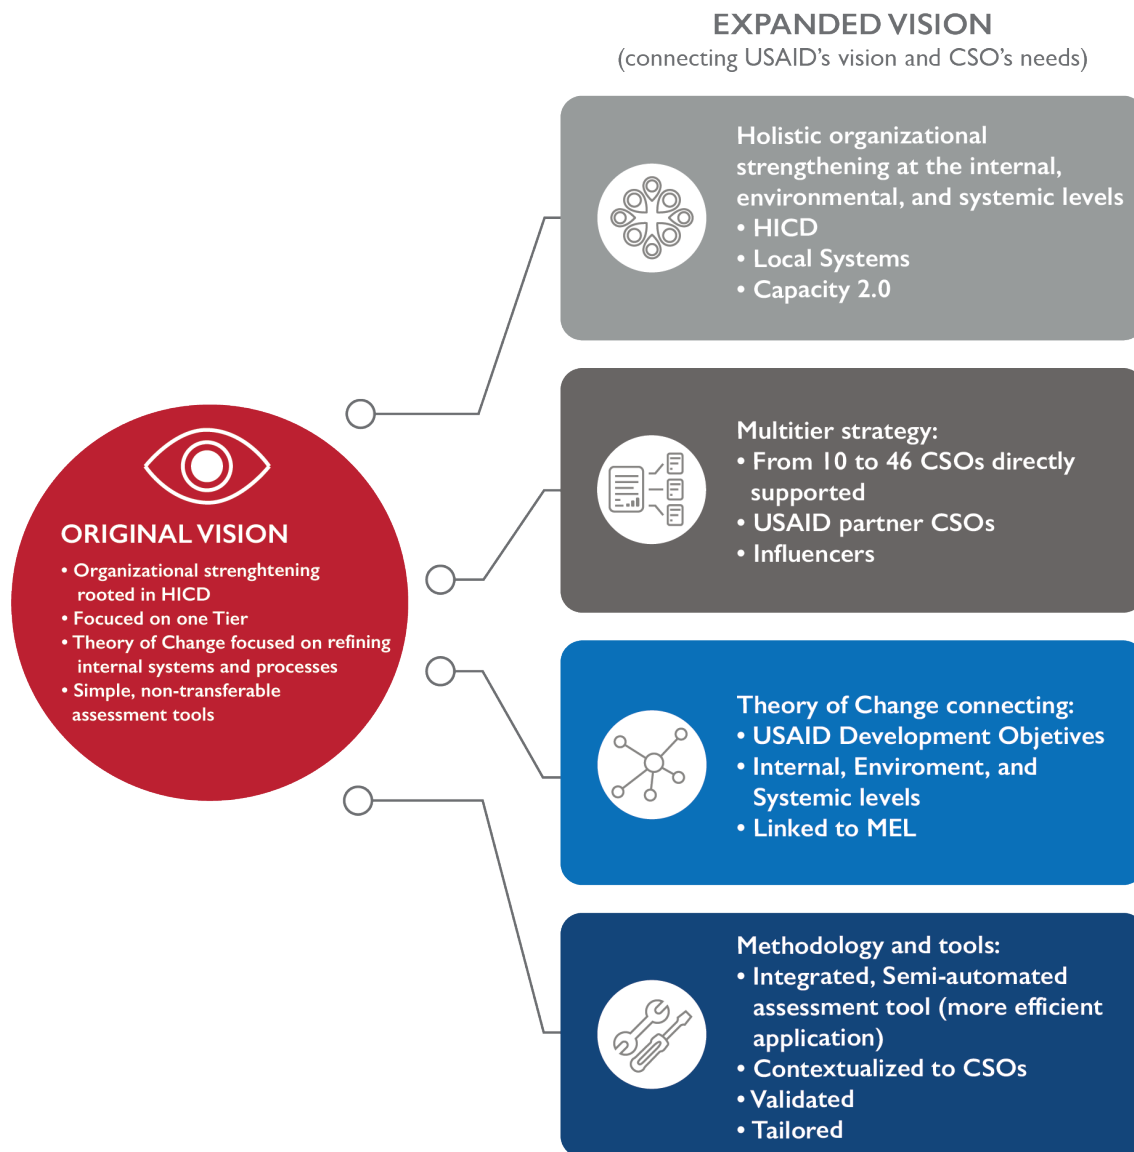 EXPANDED VISION
(connecting USAID's vision and CSO's needs)
Holistic organizational
strengthening at the internal,
environmental, and systemic levels
• HICD
• Local Systems
• Capacity 2.0
Multitier strategy:
• From 10 to 46 CSOs directly
supported
• USAID partner CSOs
• Influencers
ORIGINAL VISION
• Organizational strenghtening
rooted in HICD
• Focuced on one Tier
• Theory of Change focused on refining
internal systems and processes
• Simple, non-transferable
assessment tools
Theory of Change connecting:
• USAID Development Objetives
• Internal, Enviroment, and
Systemic levels
• Linked to MEL
Methodology and tools:
• Integrated, Semi-automated
assessment tool (more efficient
application)
• Contextualized to CSOs
• Validated
• Tailored